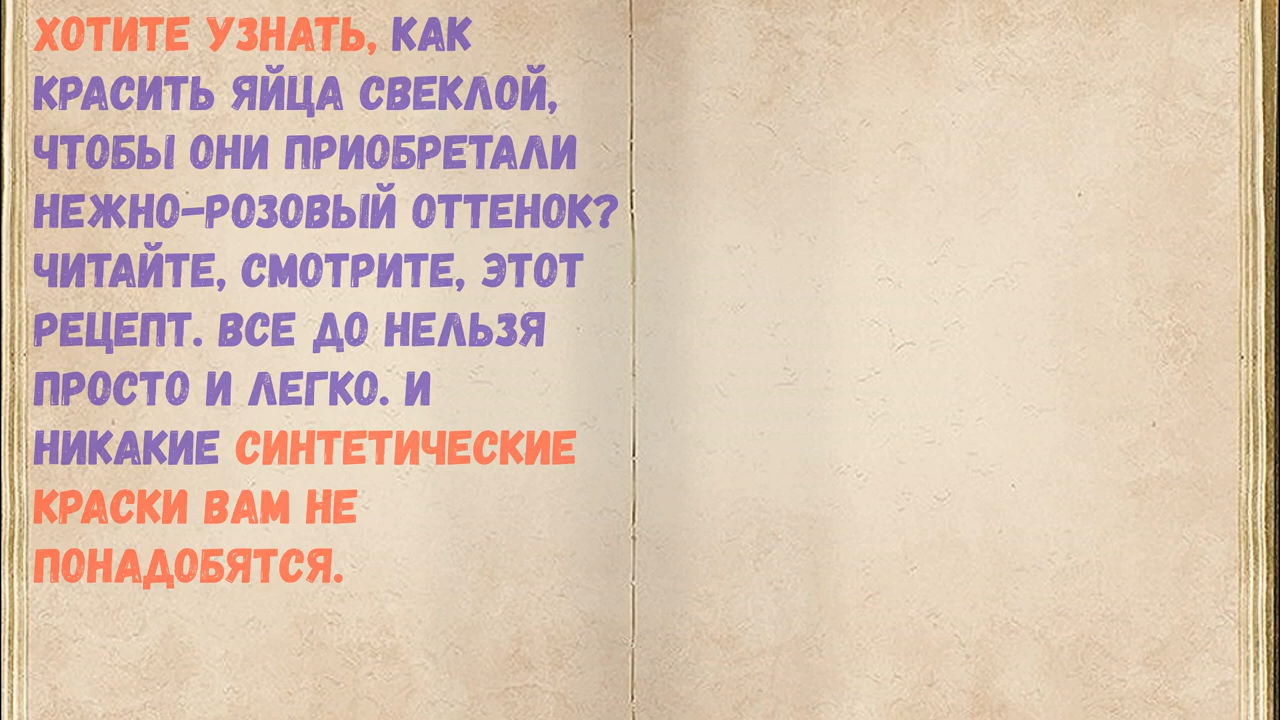 ХОТИТЕ УЗНАТЬ, КАК
КРАСИТЬ ЯЙЦА СВЕКЛОЙ,
ЧТОБЫ ОНИ ПРИОБРЕТАЛИ
НЕЖНО-РОЗОВЫЙ ОТТЕНОК?
ЧИТАЙТЕ, СМОТРИТЕ, ЭТОТ
РЕЦЕПТ. ВСЕ ДО НЕЛЬЗЯ
ПРОСТО И ЛЕГКО. И
НИКАКИЕ СИНТЕТИЧЕСКИЕ
КРАСКИ ВАМ НЕ
ПОНАДОБЯТСЯ.